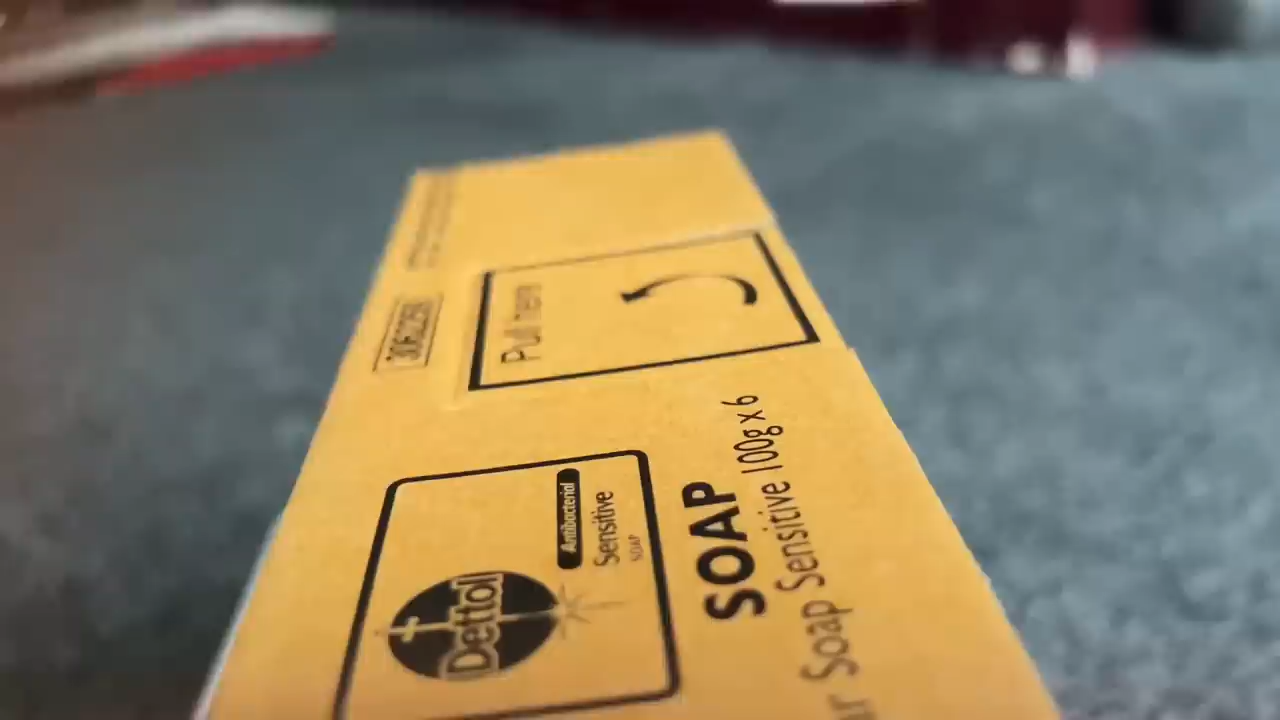 Pull here
Dettol
Antibacterial
Sensitive
SOAP
SOAP
Soap Sensitive 100g x 6